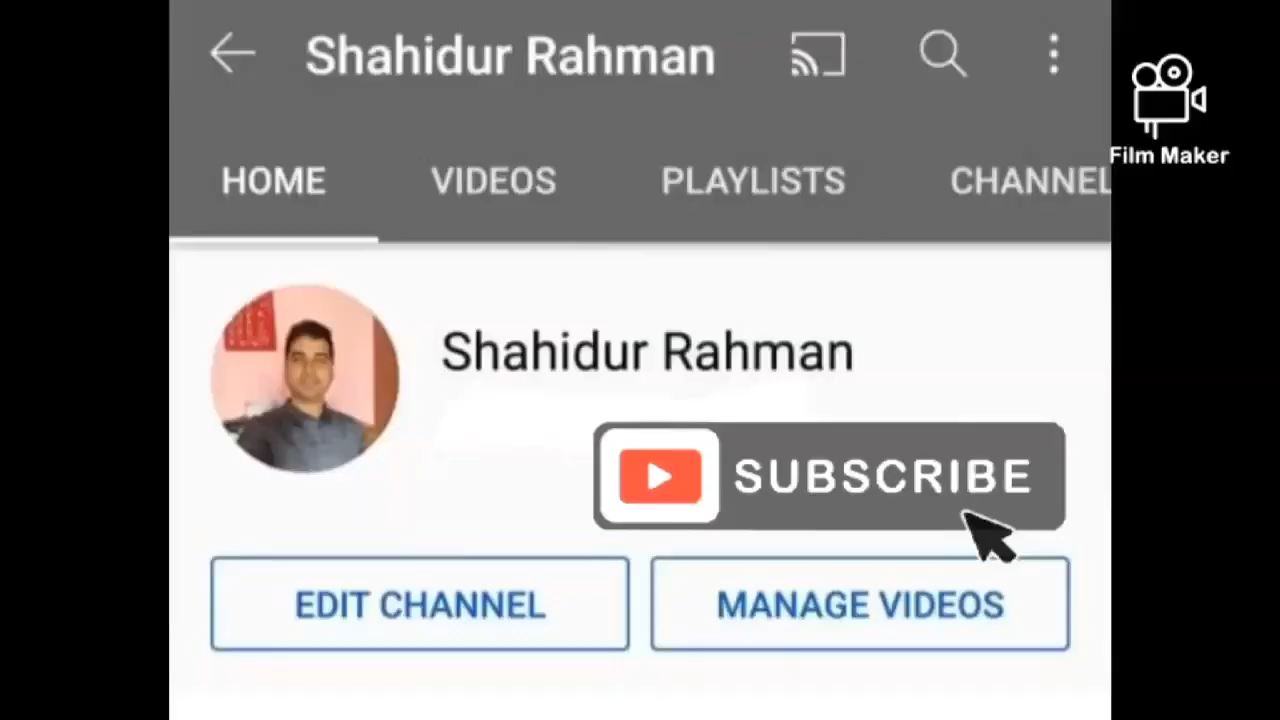 Shahidur Rahman
Film Maker
HOME VIDEOS PLAYLISTS CHANNEL
Shahidur Rahman
SUBSCRIBE
EDIT CHANNEL MANAGE VIDEOS